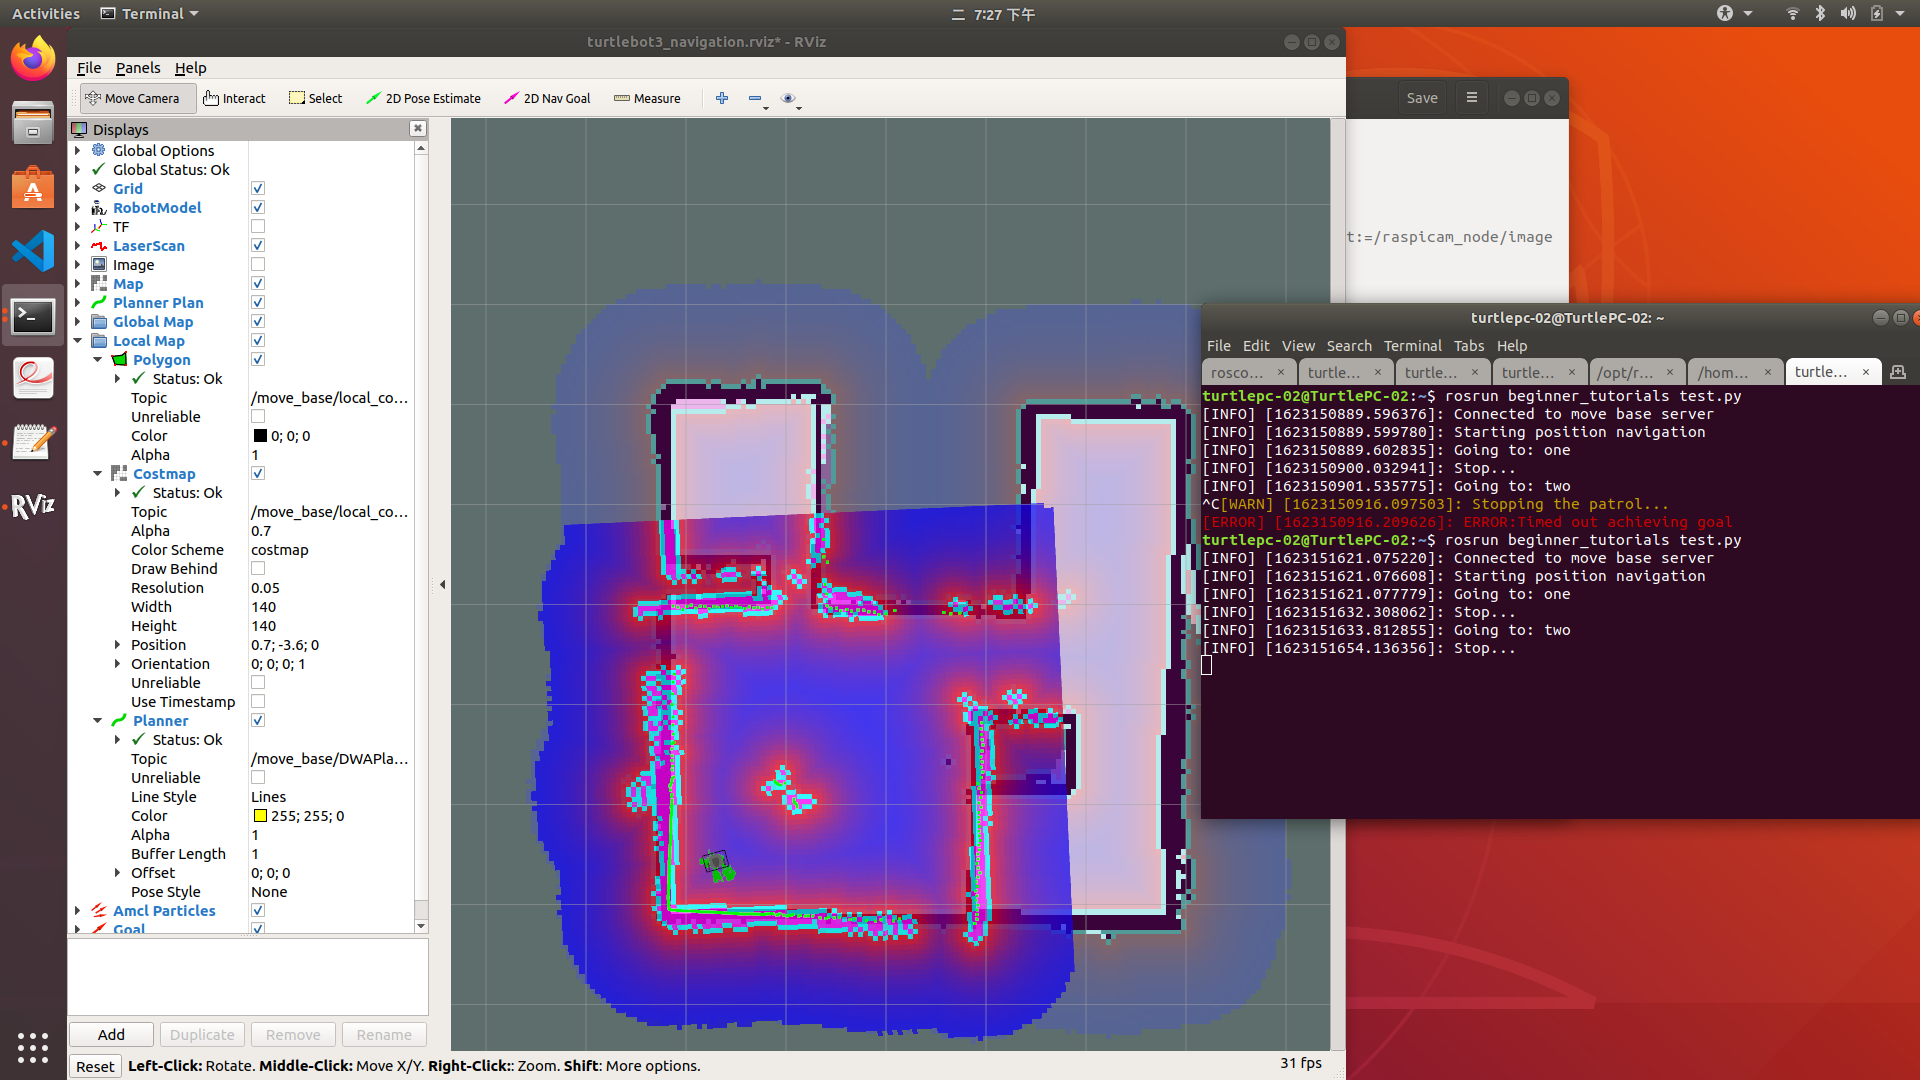 Activities
Terminal
二 7:27 下午
turtlebot3_navigation.rviz* - RViz
File Panels Help
Move Camera Interact Select 2D Pose Estimate 2D Nav Goal Measure
Save
Displays
Global Options
Global Status: Ok
Grid
RobotModel
TF
LaserScan
Image
Map
Planner Plan
Global Map
Local Map
Polygon
Status: Ok
Topic /move_base/local_co...
Unreliable
Color 0; 0; 0
Alpha 1
Costmap
Status: Ok
Topic /move_base/local_co...
Alpha 0.7
Color Scheme costmap
Draw Behind
Resolution 0.05
Width 140
Height 140
Position 0.7; -3.6; 0
Orientation 0; 0; 0; 1
Unreliable
Use Timestamp
Planner
Status: Ok
Topic /move_base/DWAPla...
Unreliable
Line Style Lines
Color 255; 255; 0
Alpha 1
Buffer Length 1
Offset 0; 0; 0
Pose Style None
Amcl Particles
Goal
Add Duplicate Remove Rename
Reset Left-Click: Rotate. Middle-Click: Move X/Y. Right-Click:: Zoom. Shift: More options.
31 fps
RViz
t:=/raspicam_node/image
turtlepc-02@TurtlePC-02: ~
File Edit View Search Terminal Tabs Help
rosco... turtle... turtle... turtle... /opt/r... /hom... turtle...
turtlepc-02@TurtlePC-02:~$ rosrun beginner_tutorials test.py
[INFO] [1623150889.596376]: Connected to move base server
[INFO] [1623150889.599780]: Starting position navigation
[INFO] [1623150889.602835]: Going to: one
[INFO] [1623150900.032941]: Stop...
[INFO] [1623150901.535775]: Going to: two
^C[WARN] [1623150916.097503]: Stopping the patrol...
[ERROR] [1623150916.209626]: ERROR:Timed out achieving goal
turtlepc-02@TurtlePC-02:~$ rosrun beginner_tutorials test.py
[INFO] [1623151621.075220]: Connected to move base server
[INFO] [1623151621.076608]: Starting position navigation
[INFO] [1623151621.077779]: Going to: one
[INFO] [1623151632.308062]: Stop...
[INFO] [1623151633.812855]: Going to: two
[INFO] [1623151654.136356]: Stop...